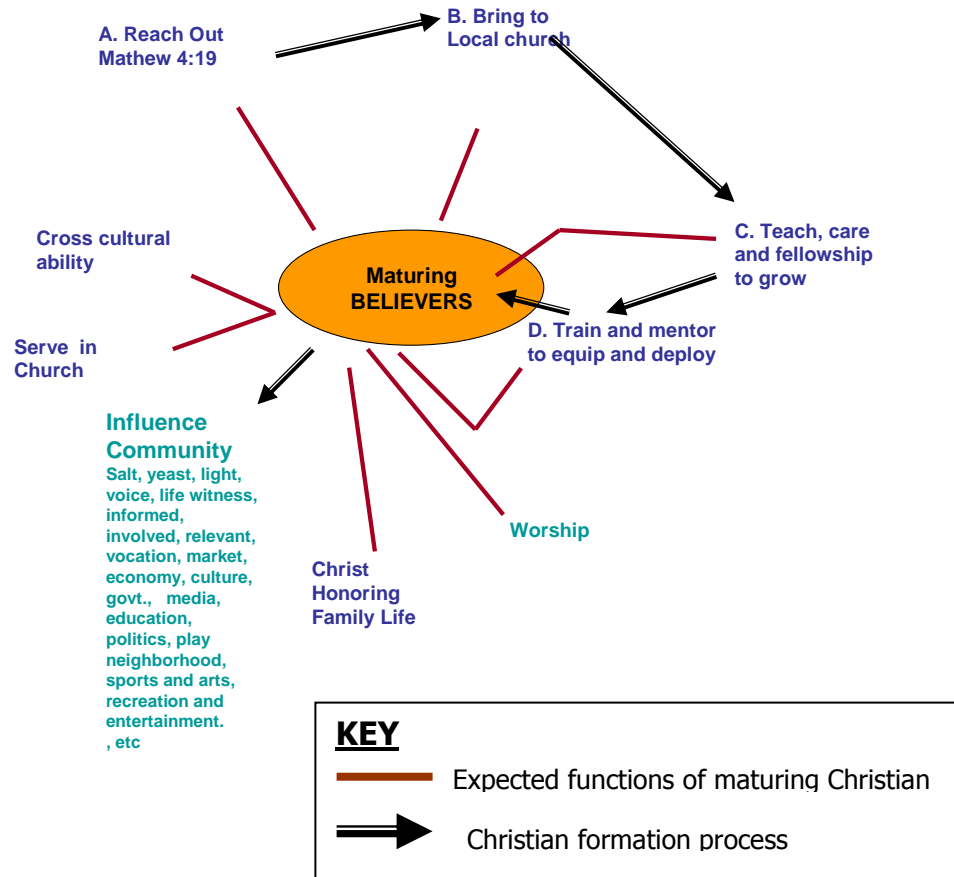 A. Reach Out
Mathew 4:19
B. Bring to
Local church
C. Teach, care
and fellowship
to grow
Cross cultural
ability
Maturing
BELIEVERS
D. Train and mentor
to equip and deploy
Serve in
Church
Influence
Community
Salt, yeast, light,
voice, life witness,
informed,
involved, relevant,
vocation, market,
economy, culture,
govt., media,
education,
politics, play
neighborhood,
sports and arts,
recreation and
entertainment.
, etc
Worship
Christ
Honoring
Family Life
KEY
Expected functions of maturing Christian
Christian formation process